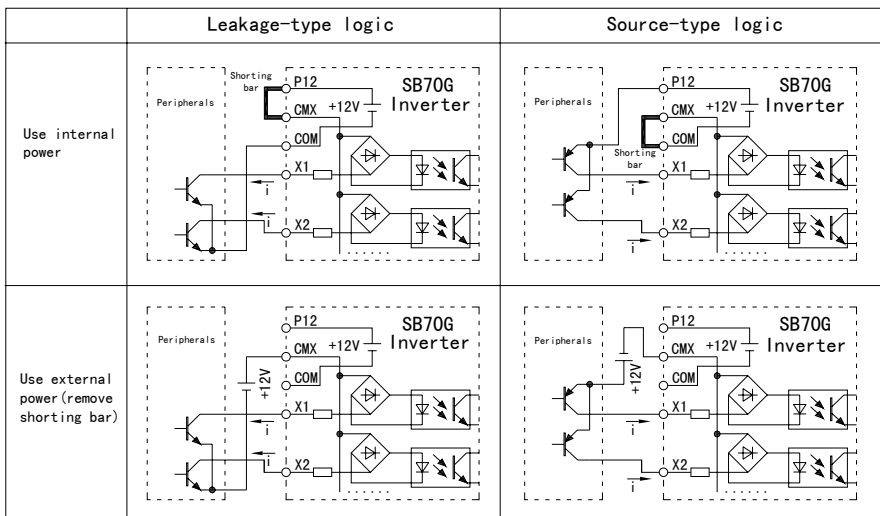 Leakage-type logic
Source-type logic
Use internal
power
Peripherals
Shorting
bar
P12
CMX
COM
X1
X2
+12V
SB70G
Inverter
i
i
......
Peripherals
Shorting
bar
P12
CMX
COM
X1
X2
+12V
SB70G
Inverter
i
i
......
Use external
power(remove
shorting bar)
Peripherals
+12V
P12
CMX
COM
X1
X2
+12V
SB70G
Inverter
i
i
......
Peripherals
+12V
P12
CMX
COM
X1
X2
+12V
SB70G
Inverter
i
i
......